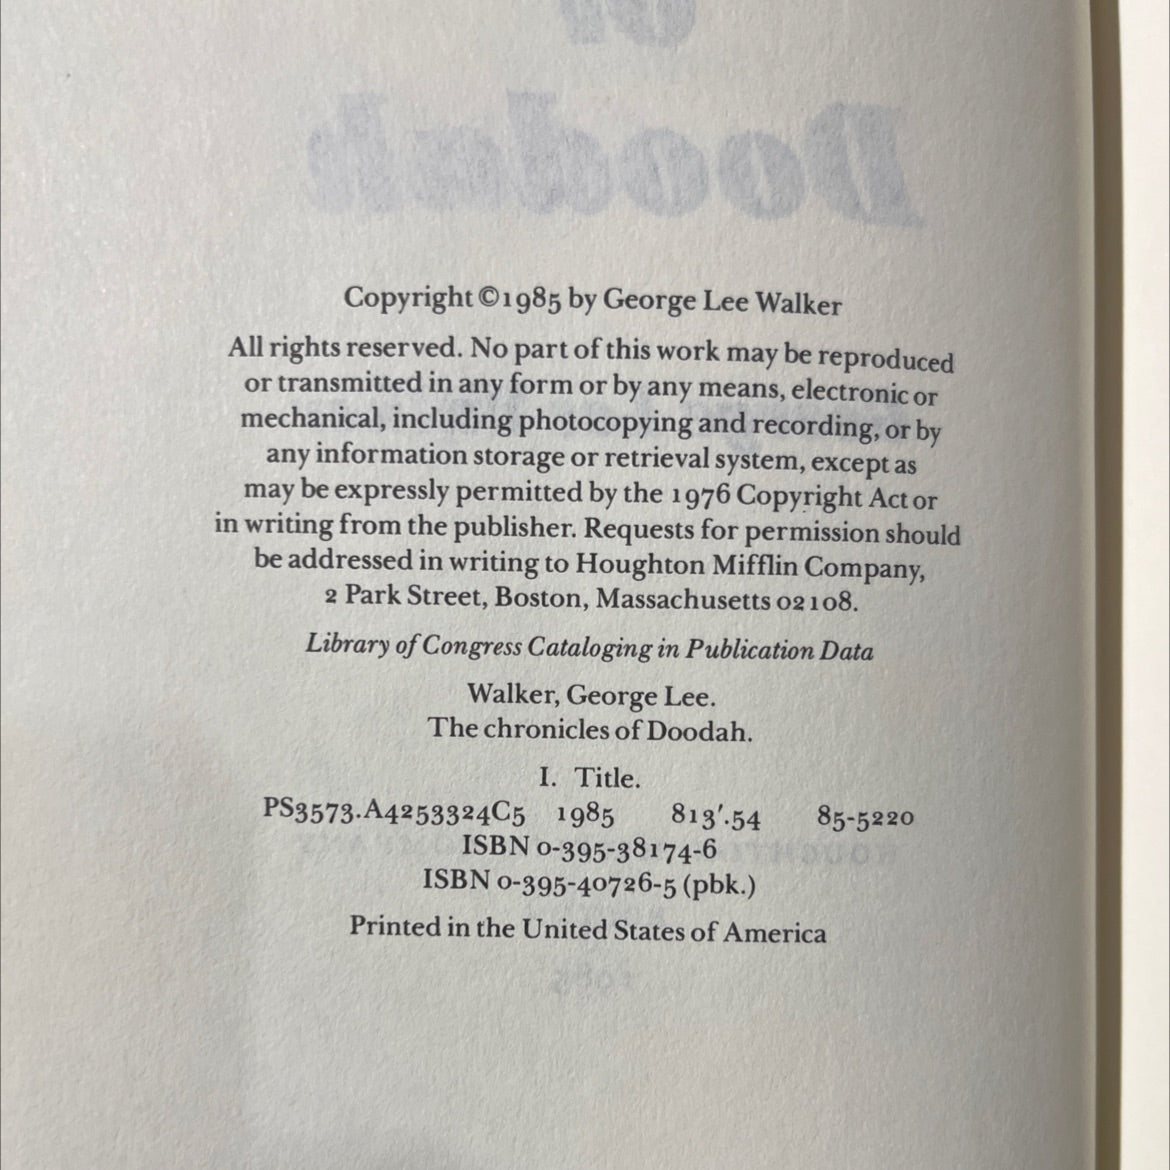 of
Doodah
Copyright ©1985 by George Lee Walker
All rights reserved. No part of this work may be reproduced
or transmitted in any form or by any means, electronic or
mechanical, including photocopying and recording, or by
any information storage or retrieval system, except as
may be expressly permitted by the 1976 Copyright Act or
in writing from the publisher. Requests for permission should
be addressed in writing to Houghton Mifflin Company,
2 Park Street, Boston, Massachusetts 02108.
Library of Congress Cataloging in Publication Data
Walker, George Lee.
The chronicles of Doodah.
I. Title.
PS3573.A4253324C5 1985 813'.54 85-5220
ISBN 0-395-38174-6
ISBN 0-395-40726-5 (pbk.)
Printed in the United States of America
1985